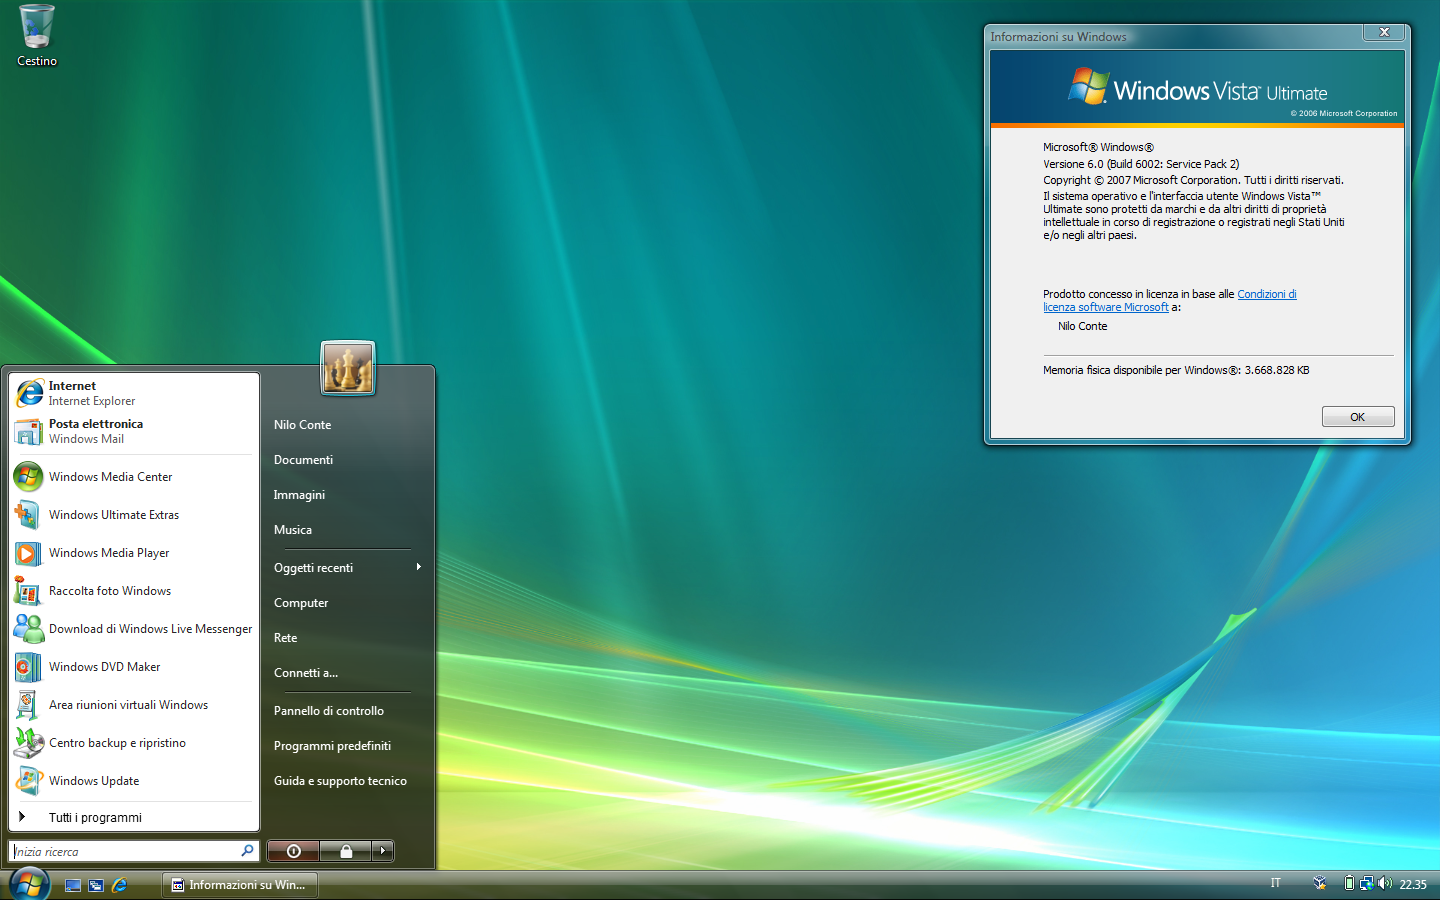 Cestino
Informazioni su Windows
Windows Vista™ Ultimate
© 2006 Microsoft Corporation
Microsoft® Windows®
Versione 6.0 (Build 6002: Service Pack 2)
Copyright © 2007 Microsoft Corporation. Tutti i diritti riservati.
Il sistema operativo e l'interfaccia utente Windows Vista™
Ultimate sono protetti da marchi e da altri diritti di proprietà
intellettuale in corso di registrazione o registrati negli Stati Uniti
e/o negli altri paesi.
Prodotto concesso in licenza in base alle Condizioni di
licenza software Microsoft a:
Nilo Conte
Memoria fisica disponibile per Windows®: 3.668.828 KB
OK
Internet
Internet Explorer
Posta elettronica
Windows Mail
Windows Media Center
Windows Ultimate Extras
Windows Media Player
Raccolta foto Windows
Download di Windows Live Messenger
Windows DVD Maker
Area riunioni virtuali Windows
Centro backup e ripristino
Windows Update
Tutti i programmi
Inizia ricerca
Nilo Conte
Documenti
Immagini
Musica
Oggetti recenti
Computer
Rete
Connetti a...
Pannello di controllo
Programmi predefiniti
Guida e supporto tecnico
Informazioni su Win...
IT
22.35